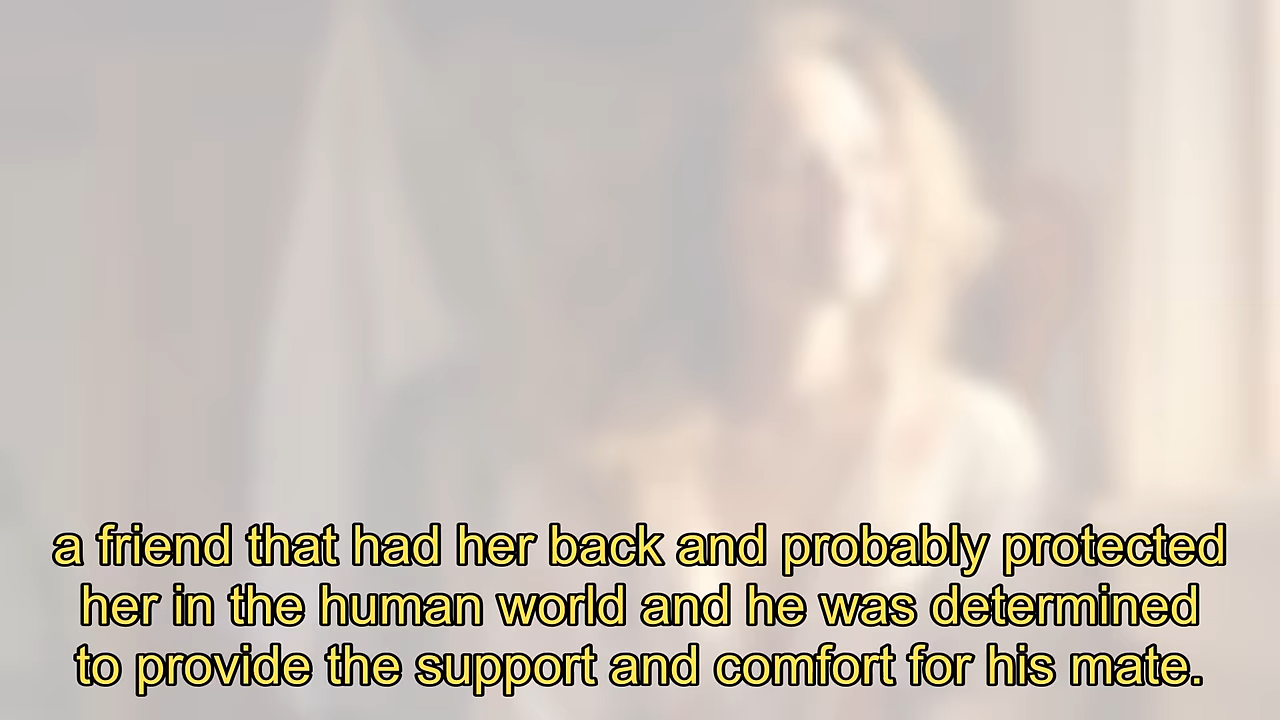 a friend that had her back and probably protected
her in the human world and he was determined
to provide the support and comfort for his mate.